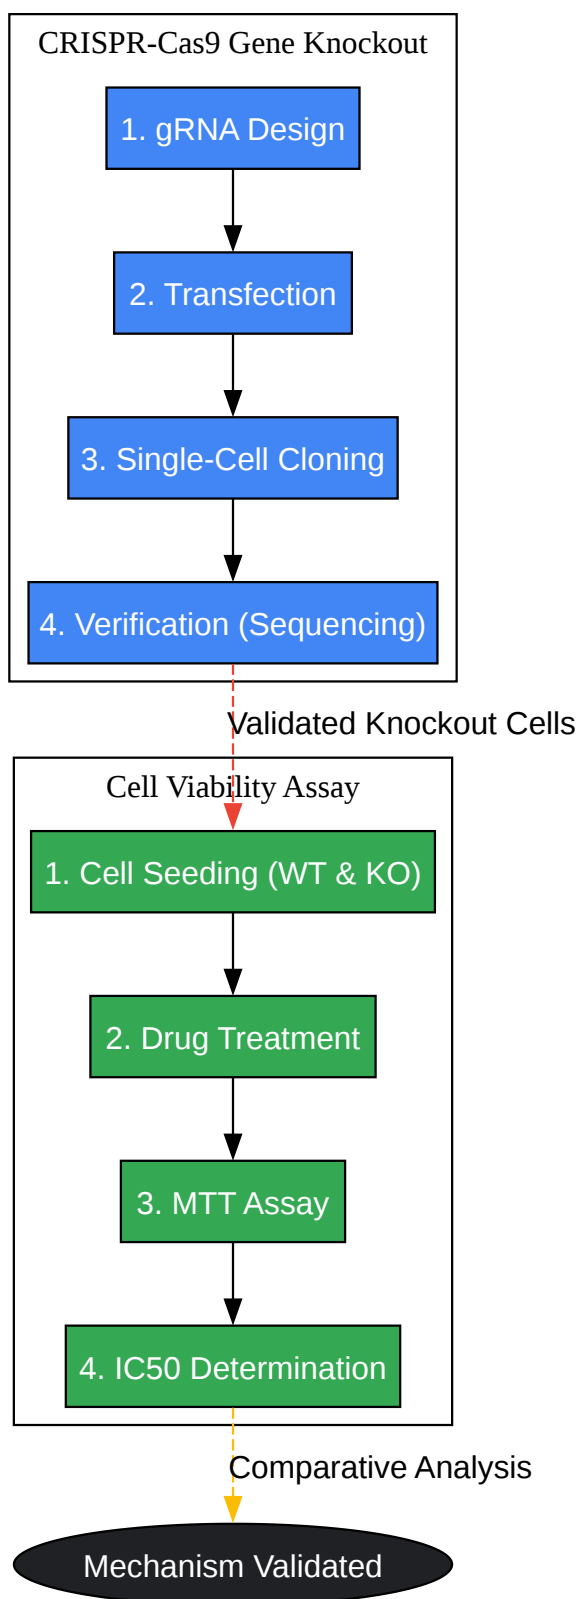 CRISPR-Cas9 Gene Knockout
1. gRNA Design
2. Transfection
3. Single-Cell Cloning
4. Verification (Sequencing)
Validated Knockout Cells
Cell Viability Assay
1. Cell Seeding (WT & KO)
2. Drug Treatment
3. MTT Assay
4. IC50 Determination
Comparative Analysis
Mechanism Validated